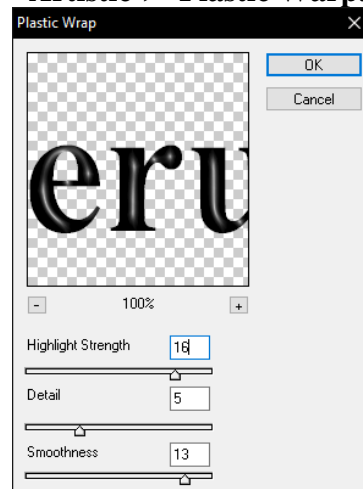 Plastic Wrap
OK
Cancel
eru
- 100% +
Highlight Strength 16
Detail 5
Smoothness 13